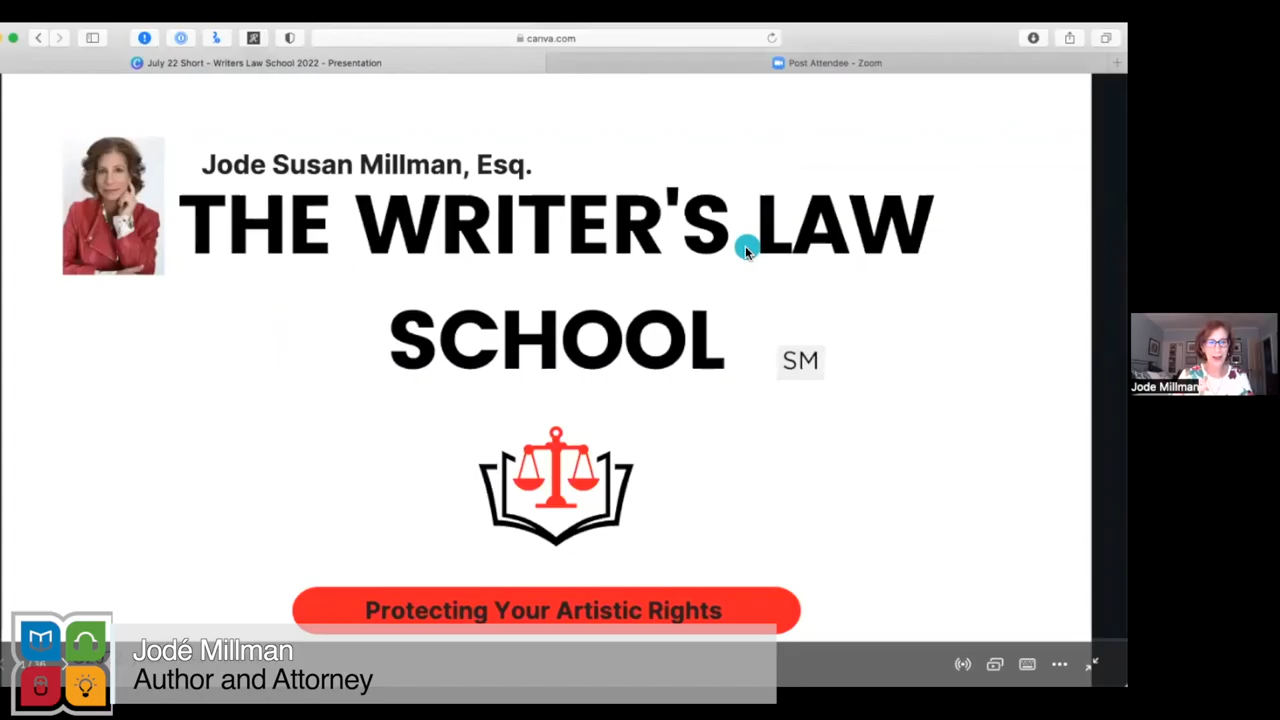 canva.com
July 22 Short - Writers Law School 2022 - Presentation
Post Attendee - Zoom
Jode Susan Millman, Esq.
THE WRITER'S LAW
SCHOOL
SM
Jode Millman
Protecting Your Artistic Rights
Jodé Millman
Author and Attorney